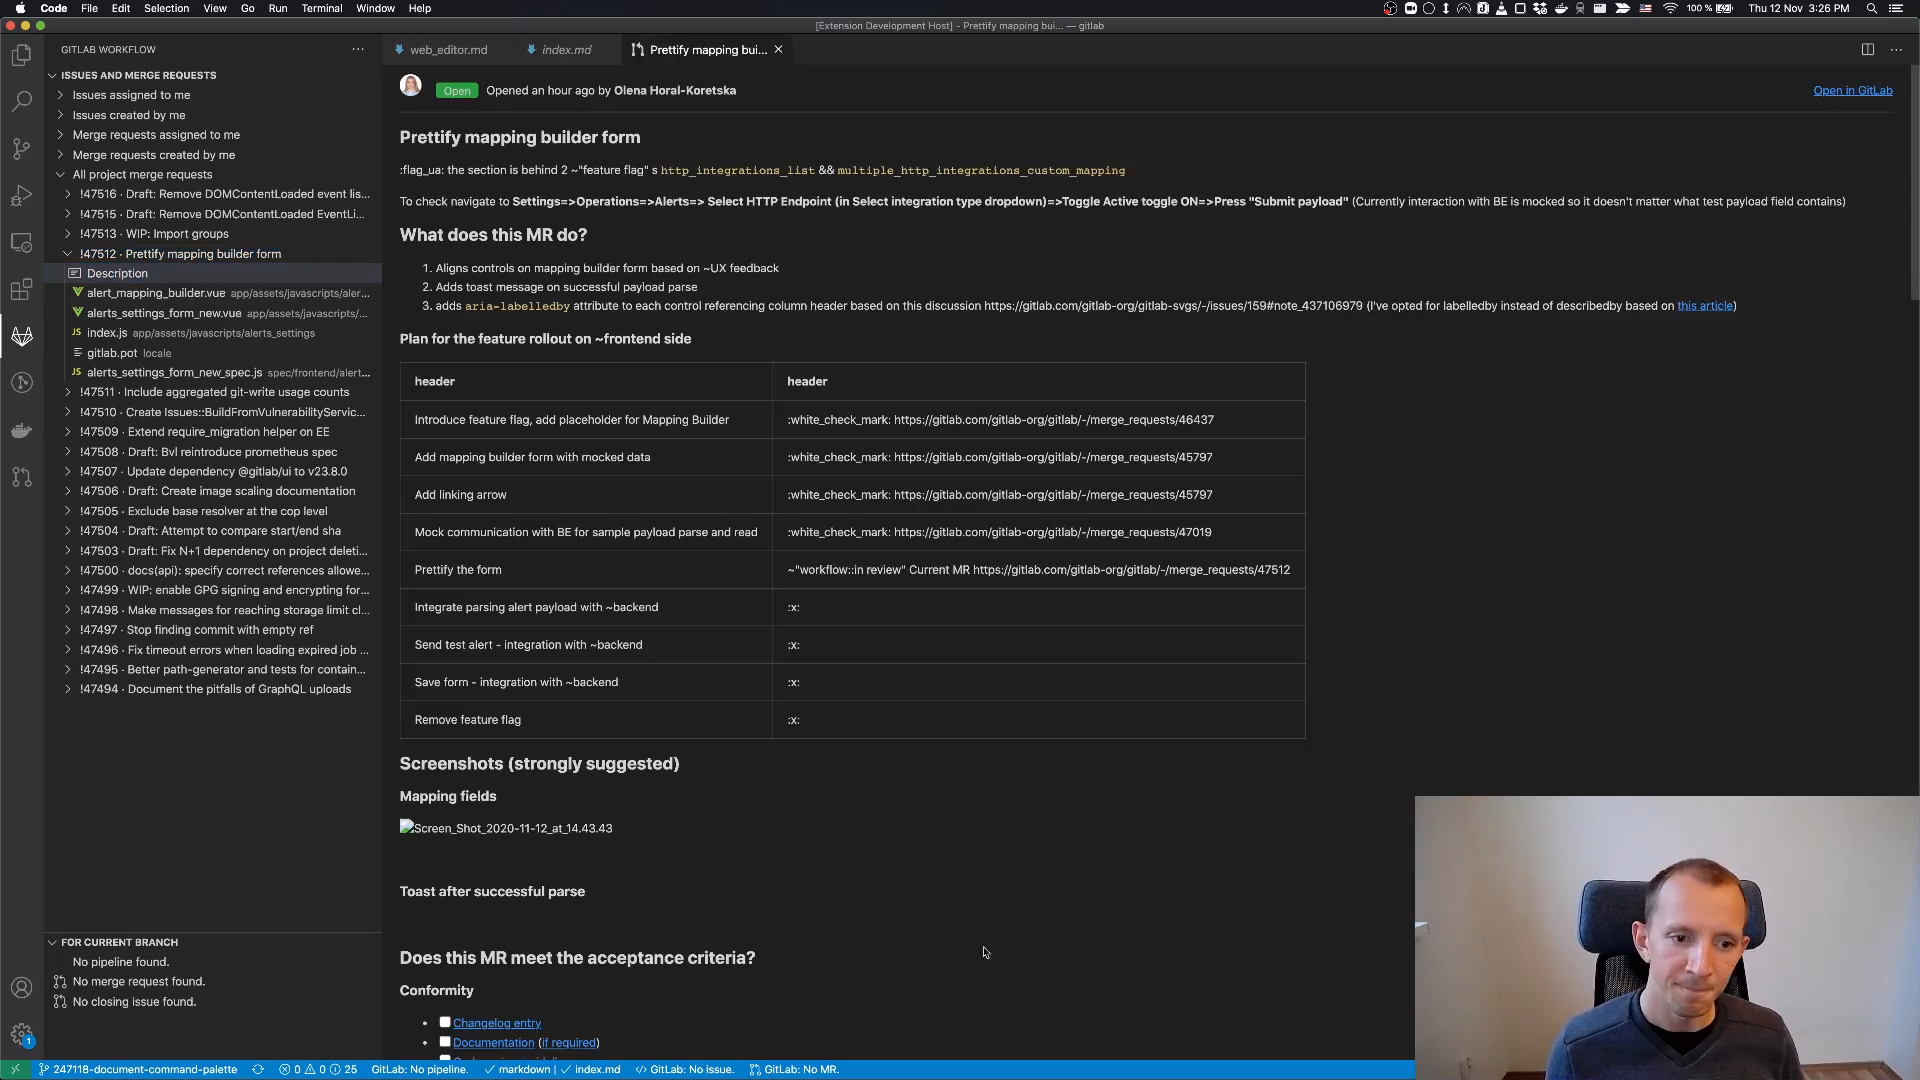 Code File Edit Selection View Go Run Terminal Window Help 100 % Thu 12 Nov 3:26 PM
[Extension Development Host] - Prettify mapping bui... — gitlab
GITLAB WORKFLOW
ISSUES AND MERGE REQUESTS
Issues assigned to me
Issues created by me
Merge requests assigned to me
Merge requests created by me
All project merge requests
!47516 · Draft: Remove DOMContentLoaded event lis...
!47515 · Draft: Remove DOMContentLoaded EventLi...
!47513 · WIP: Import groups
!47512 · Prettify mapping builder form
Description
alert_mapping_builder.vue app/assets/javascripts/aler...
alerts_settings_form_new.vue app/assets/javascripts/...
index.js app/assets/javascripts/alerts_settings
gitlab.pot locale
alerts_settings_form_new_spec.js spec/frontend/alert...
!47511 · Include aggregated git-write usage counts
!47510 · Create Issues::BuildFromVulnerabilityServic...
!47509 · Extend require_migration helper on EE
!47508 · Draft: Bvl reintroduce prometheus spec
!47507 · Update dependency @gitlab/ui to v23.8.0
!47506 · Draft: Create image scaling documentation
!47505 · Exclude base resolver at the cop level
!47504 · Draft: Attempt to compare start/end sha
!47503 · Draft: Fix N+1 dependency on project deleti...
!47500 · docs(api): specify correct references allowe...
!47499 · WIP: enable GPG signing and encrypting for...
!47498 · Make messages for reaching storage limit cl...
!47497 · Stop finding commit with empty ref
!47496 · Fix timeout errors when loading expired job ...
!47495 · Better path-generator and tests for contain...
!47494 · Document the pitfalls of GraphQL uploads
FOR CURRENT BRANCH
No pipeline found.
No merge request found.
No closing issue found.
web_editor.md index.md Prettify mapping bui...
Open Opened an hour ago by Olena Horal-Koretska Open in GitLab
Prettify mapping builder form
:flag_ua: the section is behind 2 ~"feature flag" s http_integrations_list && multiple_http_integrations_custom_mapping
To check navigate to Settings=>Operations=>Alerts=> Select HTTP Endpoint (in Select integration type dropdown)=>Toggle Active toggle ON=>Press "Submit payload" (Currently interaction with BE is mocked so it doesn't matter what test payload field contains)
What does this MR do?
1. Aligns controls on mapping builder form based on ~UX feedback
2. Adds toast message on successful payload parse
3. adds aria-labelledby attribute to each control referencing column header based on this discussion https://gitlab.com/gitlab-org/gitlab-svgs/-/issues/159#note_437106979 (I've opted for labelledby instead of describedby based on this article)
Plan for the feature rollout on ~frontend side
header header
Introduce feature flag, add placeholder for Mapping Builder :white_check_mark: https://gitlab.com/gitlab-org/gitlab/-/merge_requests/46437
Add mapping builder form with mocked data :white_check_mark: https://gitlab.com/gitlab-org/gitlab/-/merge_requests/45797
Add linking arrow :white_check_mark: https://gitlab.com/gitlab-org/gitlab/-/merge_requests/45797
Mock communication with BE for sample payload parse and read :white_check_mark: https://gitlab.com/gitlab-org/gitlab/-/merge_requests/47019
Prettify the form ~"workflow::in review" Current MR https://gitlab.com/gitlab-org/gitlab/-/merge_requests/47512
Integrate parsing alert payload with ~backend :x:
Send test alert - integration with ~backend :x:
Save form - integration with ~backend :x:
Remove feature flag :x:
Screenshots (strongly suggested)
Mapping fields
Screen_Shot_2020-11-12_at_14.43.43
Toast after successful parse
Does this MR meet the acceptance criteria?
Conformity
Changelog entry
Documentation (if required)
247118-document-command-palette 0 0 25 GitLab: No pipeline. markdown | index.md GitLab: No issue. GitLab: No MR.
1